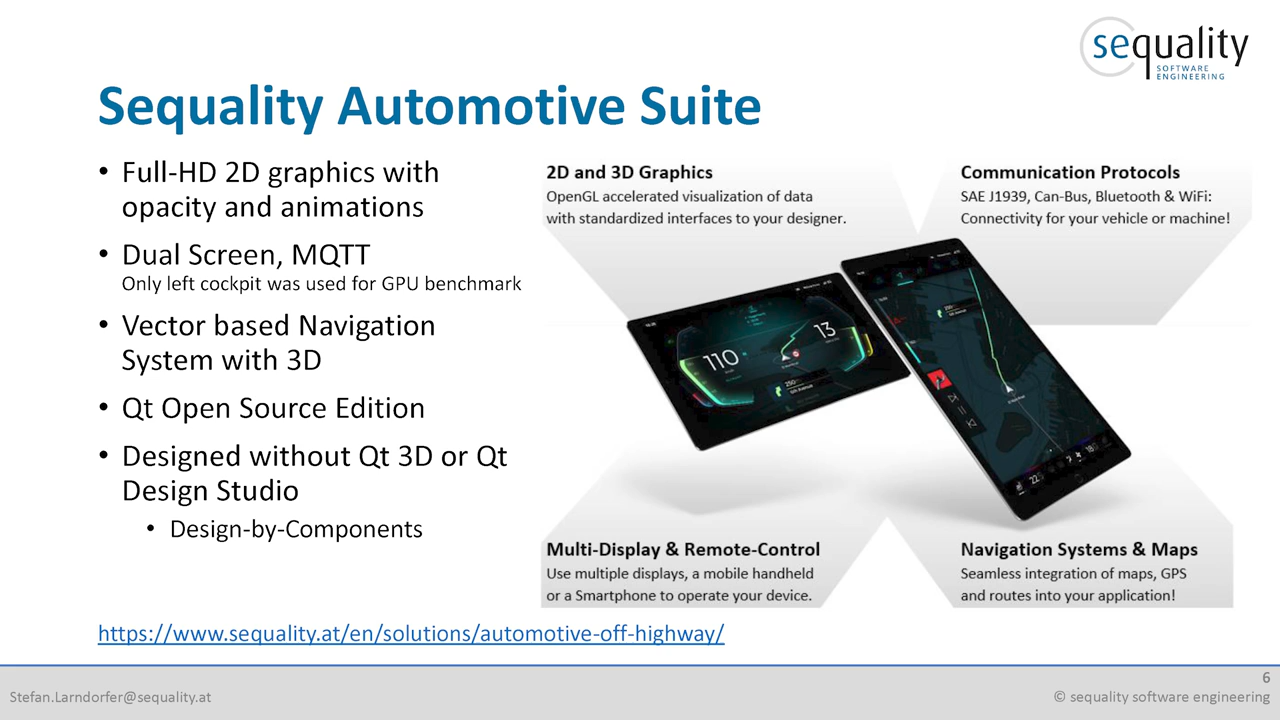 sequality
SOFTWARE
ENGINEERING
Sequality Automotive Suite
• Full-HD 2D graphics with
opacity and animations
• Dual Screen, MQTT
Only left cockpit was used for GPU benchmark
• Vector based Navigation
System with 3D
• Qt Open Source Edition
• Designed without Qt 3D or Qt
Design Studio
• Design-by-Components
2D and 3D Graphics
OpenGL accelerated visualization of data
with standardized interfaces to your designer.
Communication Protocols
SAE J1939, Can-Bus, Bluetooth & WiFi:
Connectivity for your vehicle or machine!
110
13
250
Multi-Display & Remote-Control
Use multiple displays, a mobile handheld
or a Smartphone to operate your device.
Navigation Systems & Maps
Seamless integration of maps, GPS
and routes into your application!
https://www.sequality.at/en/solutions/automotive-off-highway/
6
Stefan.Larndorfer@sequality.at
© sequality software engineering